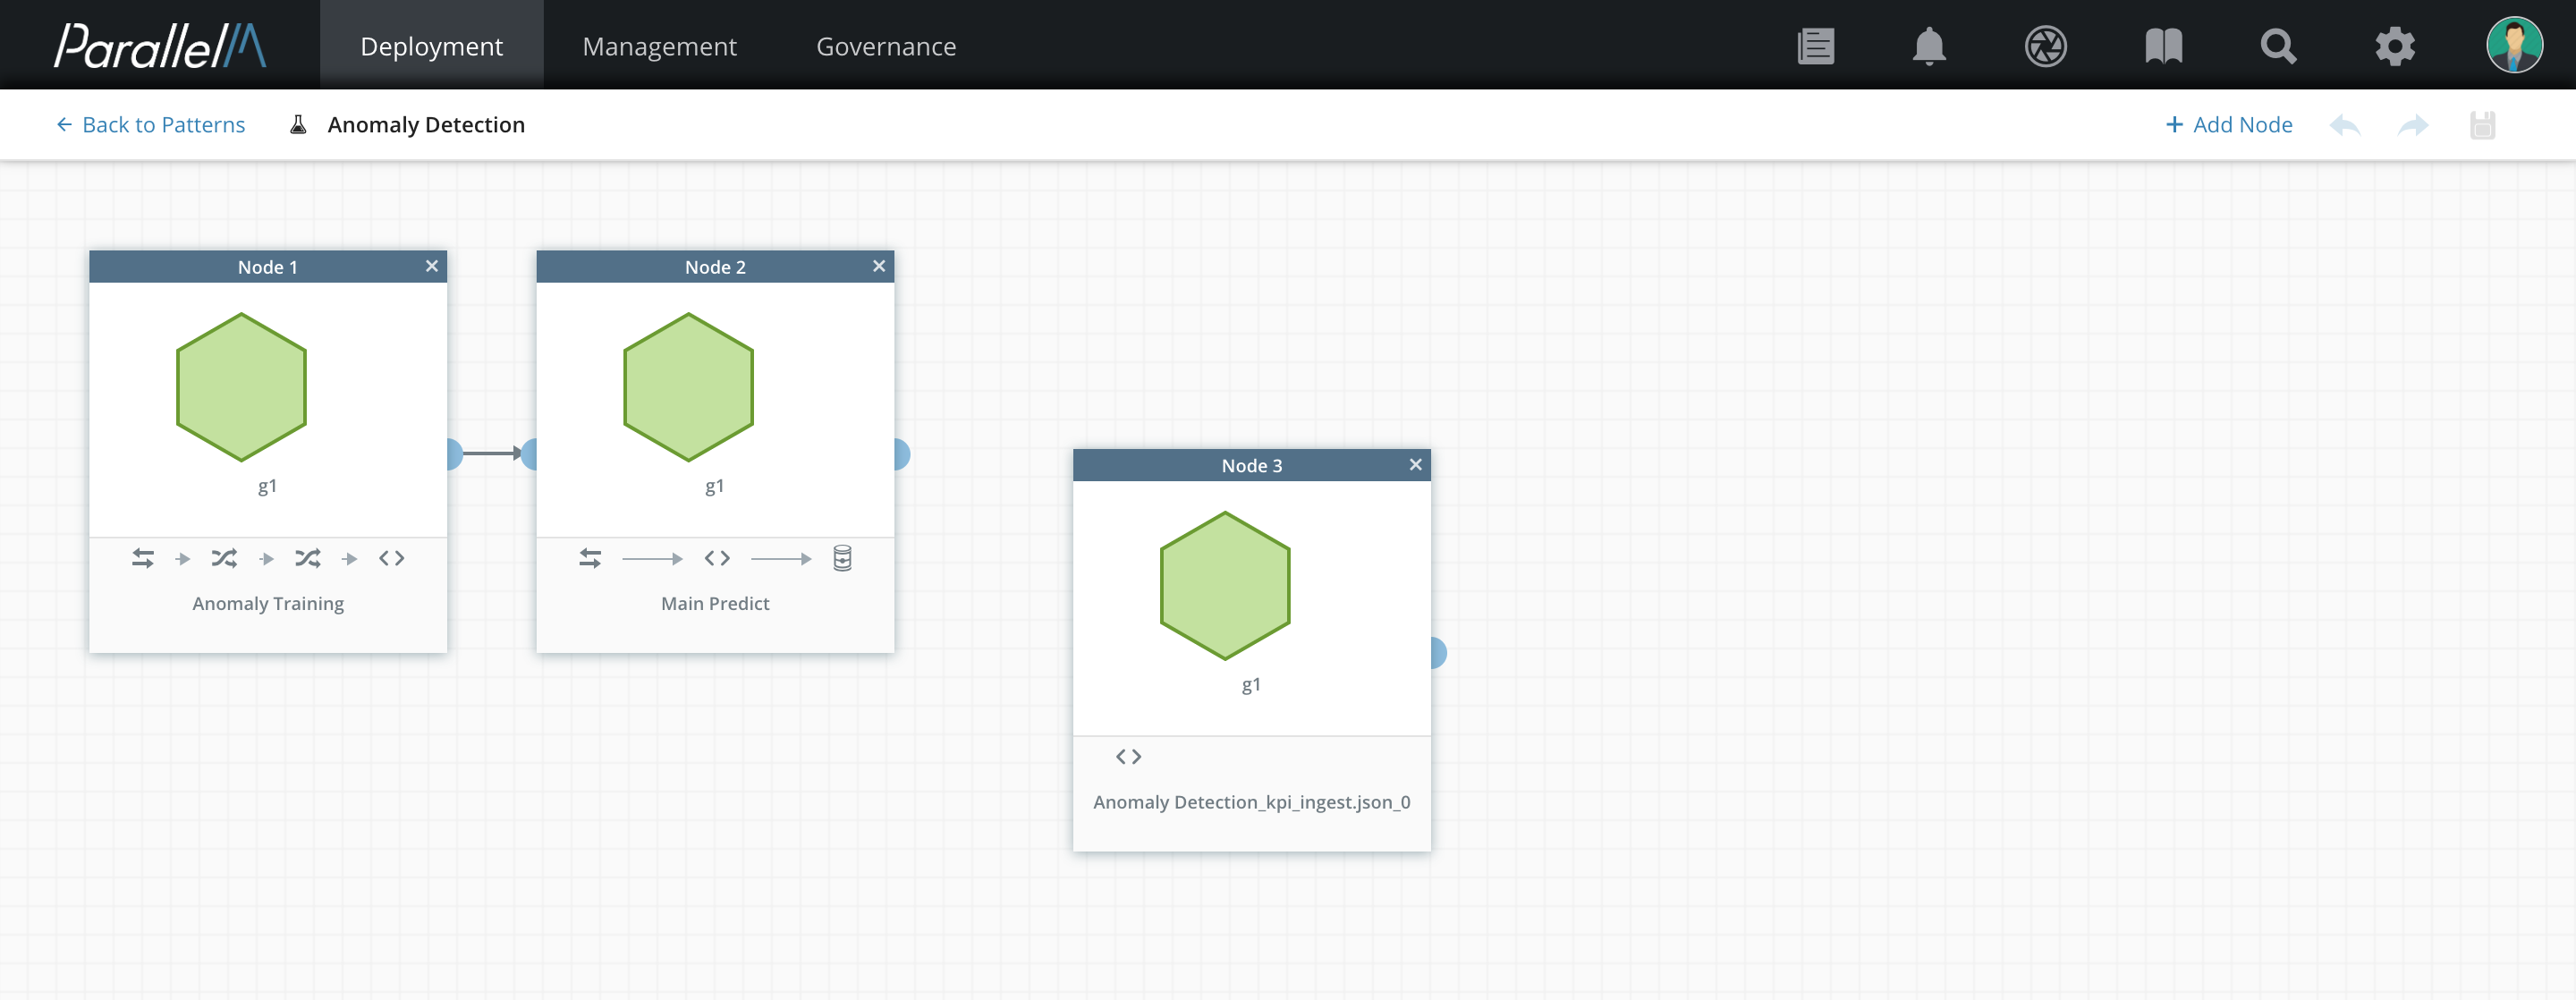 ParallelM
Deployment
Management
Governance
Back to Patterns
Anomaly Detection
+ Add Node
Node 1
g1
Anomaly Training
Node 2
g1
Main Predict
Node 3
g1
Anomaly Detection_kpi_ingest.json_0